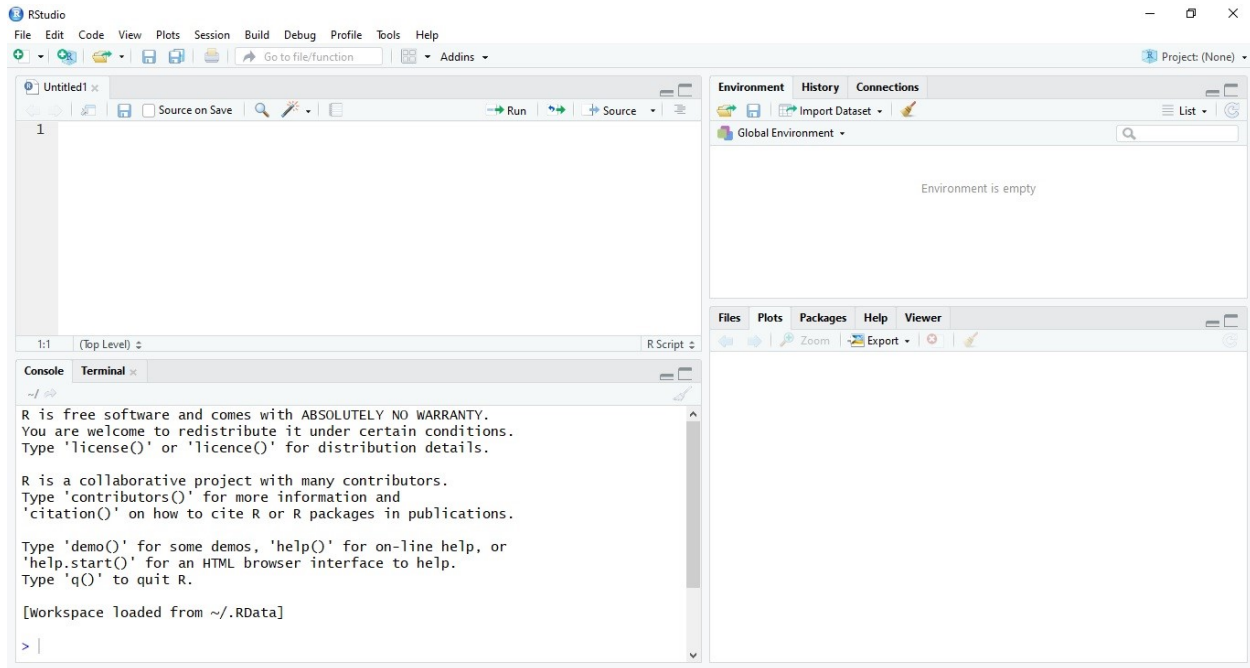 RStudio
File Edit Code View Plots Session Build Debug Profile Tools Help
Go to file/function Addins Project: (None)
Untitled1
Source on Save Run Source
1
1:1 (Top Level) R Script
Console Terminal
~/
R is free software and comes with ABSOLUTELY NO WARRANTY.
You are welcome to redistribute it under certain conditions.
Type 'license()' or 'licence()' for distribution details.
R is a collaborative project with many contributors.
Type 'contributors()' for more information and
'citation()' on how to cite R or R packages in publications.
Type 'demo()' for some demos, 'help()' for on-line help, or
'help.start()' for an HTML browser interface to help.
Type 'q()' to quit R.
[Workspace loaded from ~/.RData]
>
Environment History Connections
Import Dataset List
Global Environment
Environment is empty
Files Plots Packages Help Viewer
Zoom Export